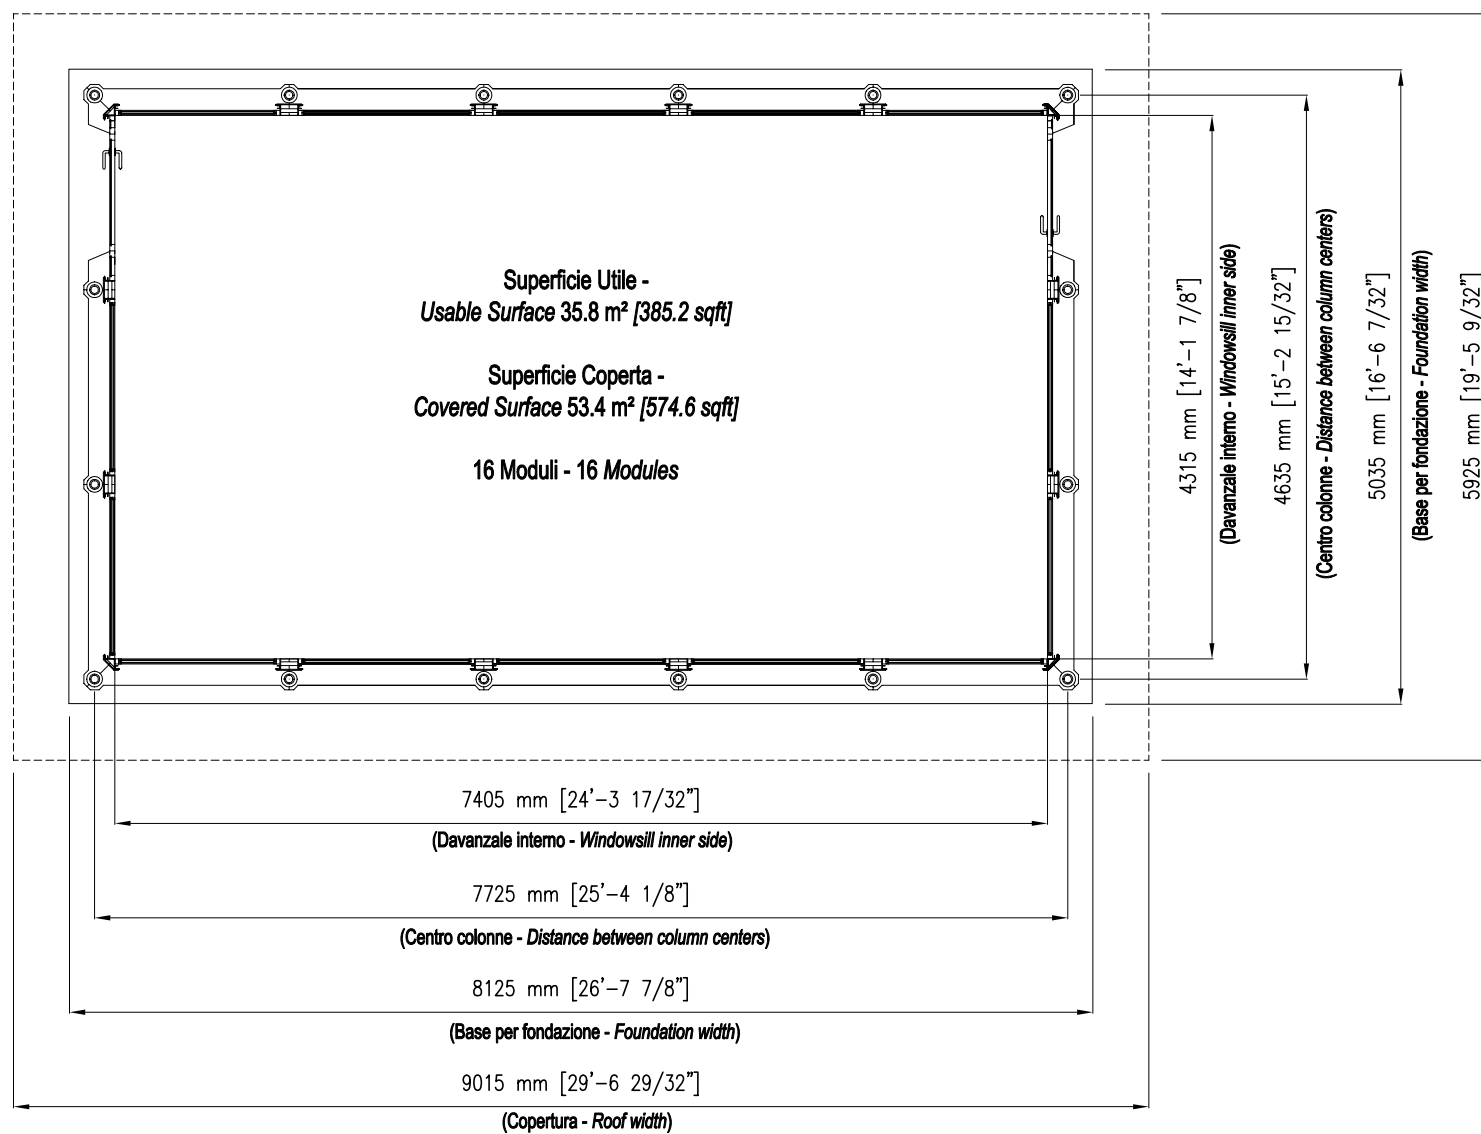 Superficie Utile -
Usable Surface 35.8 m² [385.2 sqft]
Superficie Coperta -
Covered Surface 53.4 m² [574.6 sqft]
16 Moduli - 16 Modules
4315 mm [14'-1 7/8"]
(Davanzale interno - Windowsill inner side)
4635 mm [15'-2 15/32"]
(Centro colonne - Distance between column centers)
5035 mm [16'-6 7/32"]
(Base per fondazione - Foundation width)
5925 mm [19'-5 9/32"]
7405 mm [24'-3 17/32"]
(Davanzale interno - Windowsill inner side)
7725 mm [25'-4 1/8"]
(Centro colonne - Distance between column centers)
8125 mm [26'-7 7/8"]
(Base per fondazione - Foundation width)
9015 mm [29'-6 29/32"]
(Copertura - Roof width)